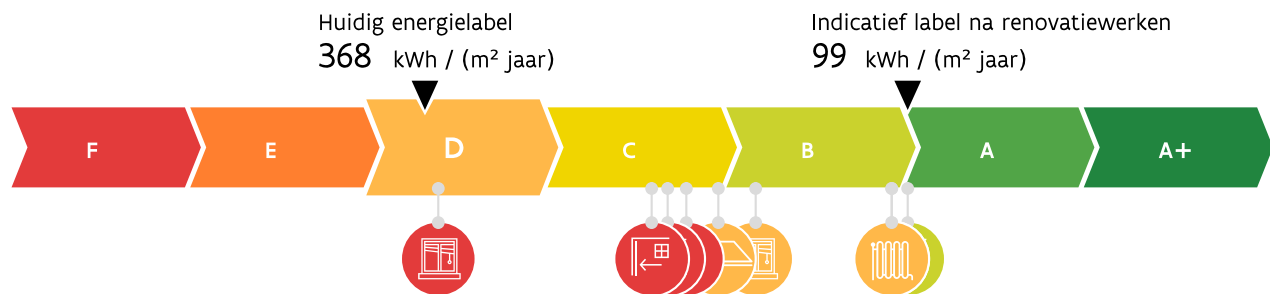 Huidig energielabel
368 kWh / (m² jaar)
Indicatief label na renovatiewerken
99 kWh / (m² jaar)
F E D C B A A+